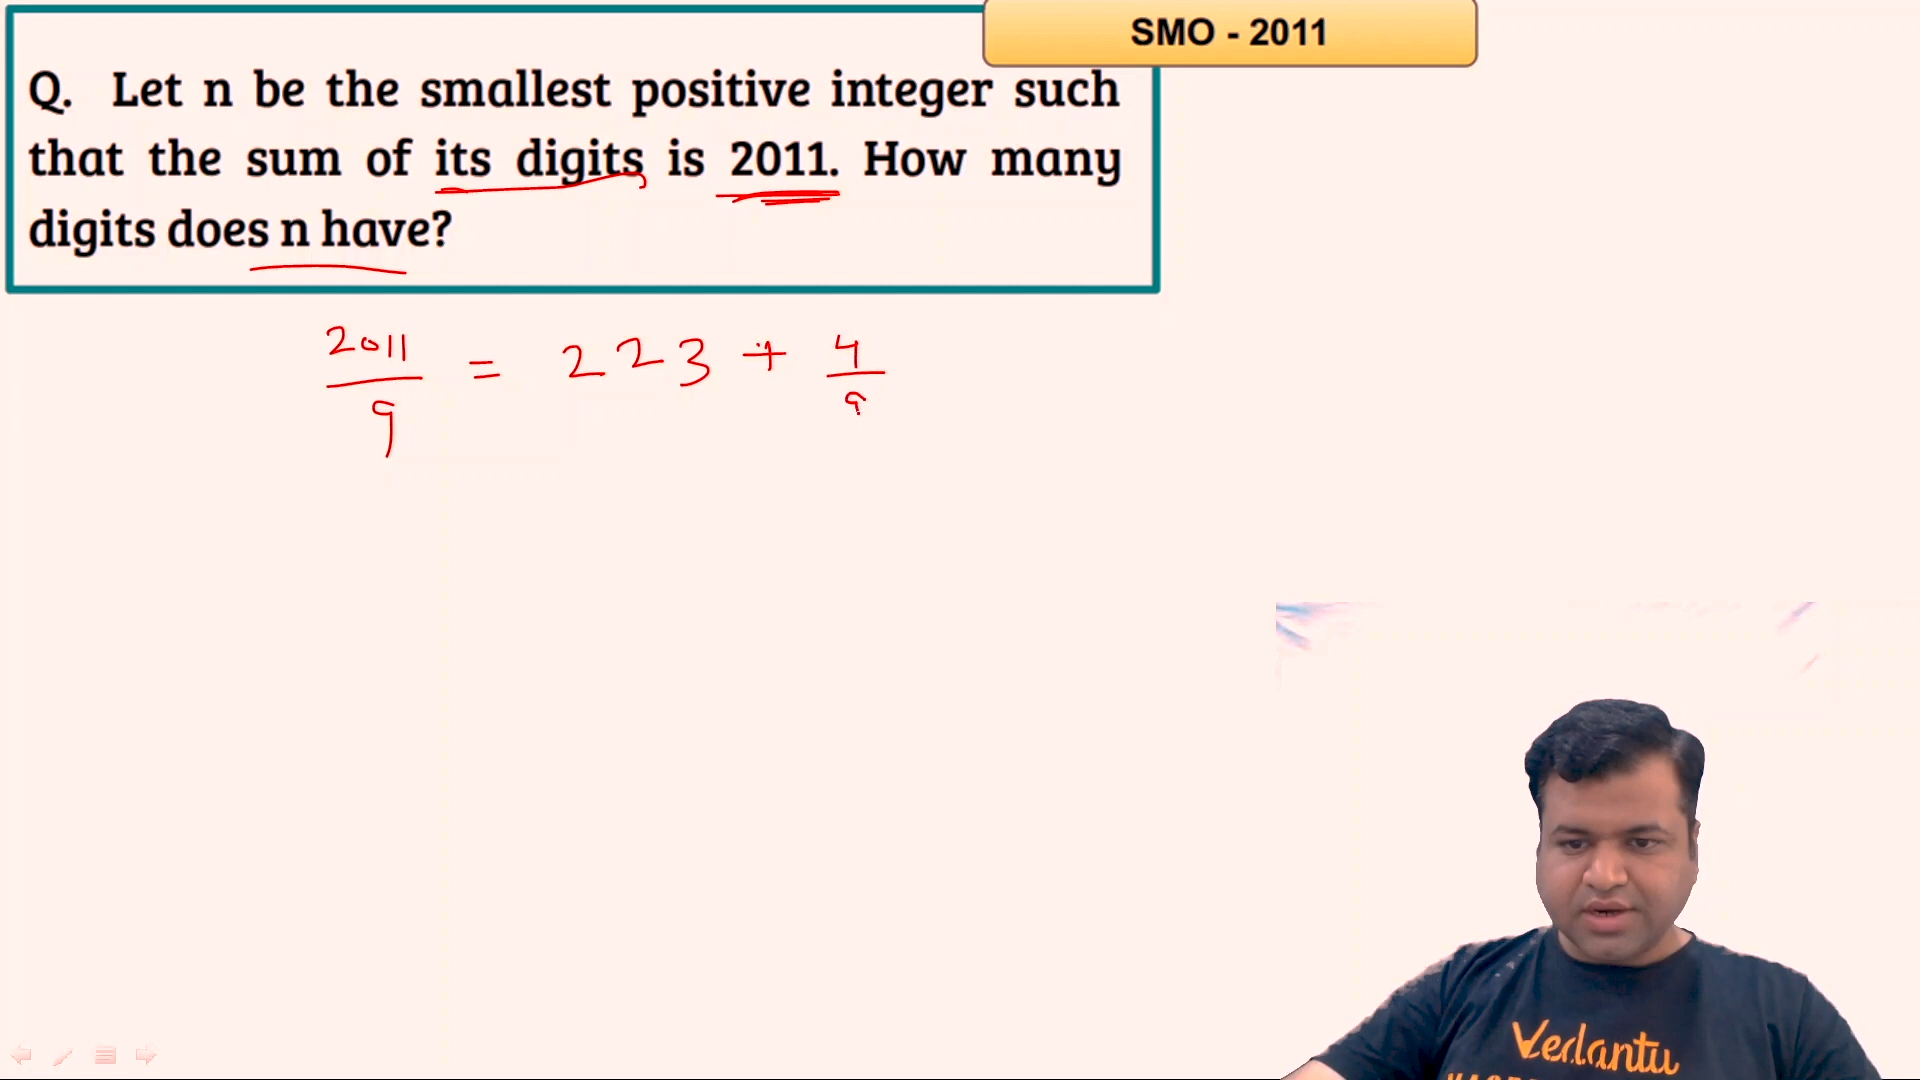 SMO - 2011
Q. Let n be the smallest positive integer such
that the sum of its digits is 2011. How many
digits does n have?
2011/9 = 223 + 4/9
Vedantu